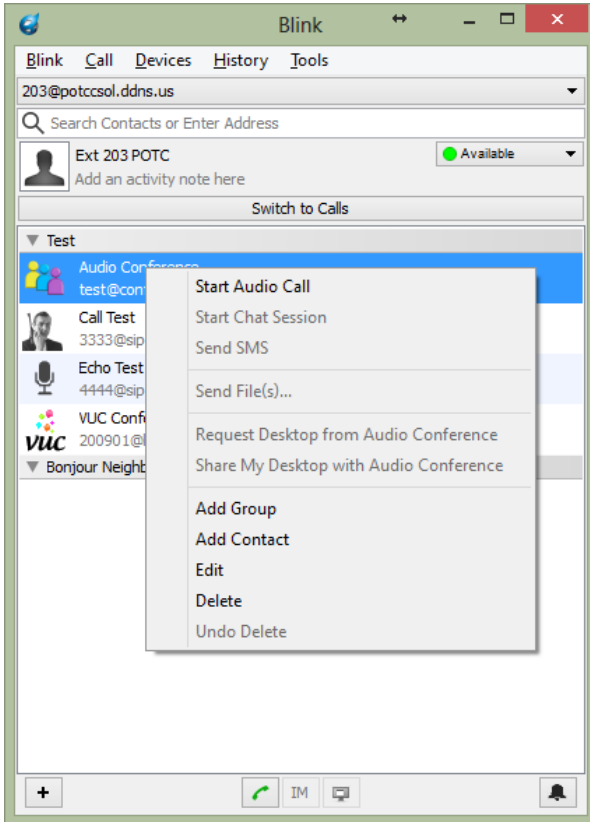 Blink
Blink Call Devices History Tools
203@potccsol.ddns.us
Search Contacts or Enter Address
Ext 203 POTC
Available
Add an activity note here
Switch to Calls
Test
Audio Conference
test@con
Start Audio Call
Call Test
3333@sip
Start Chat Session
Send SMS
Echo Test
4444@sip
Send File(s)...
VUC Conf
vuc 200901@
Request Desktop from Audio Conference
Bonjour Neighb
Share My Desktop with Audio Conference
Add Group
Add Contact
Edit
Delete
Undo Delete
+ IM